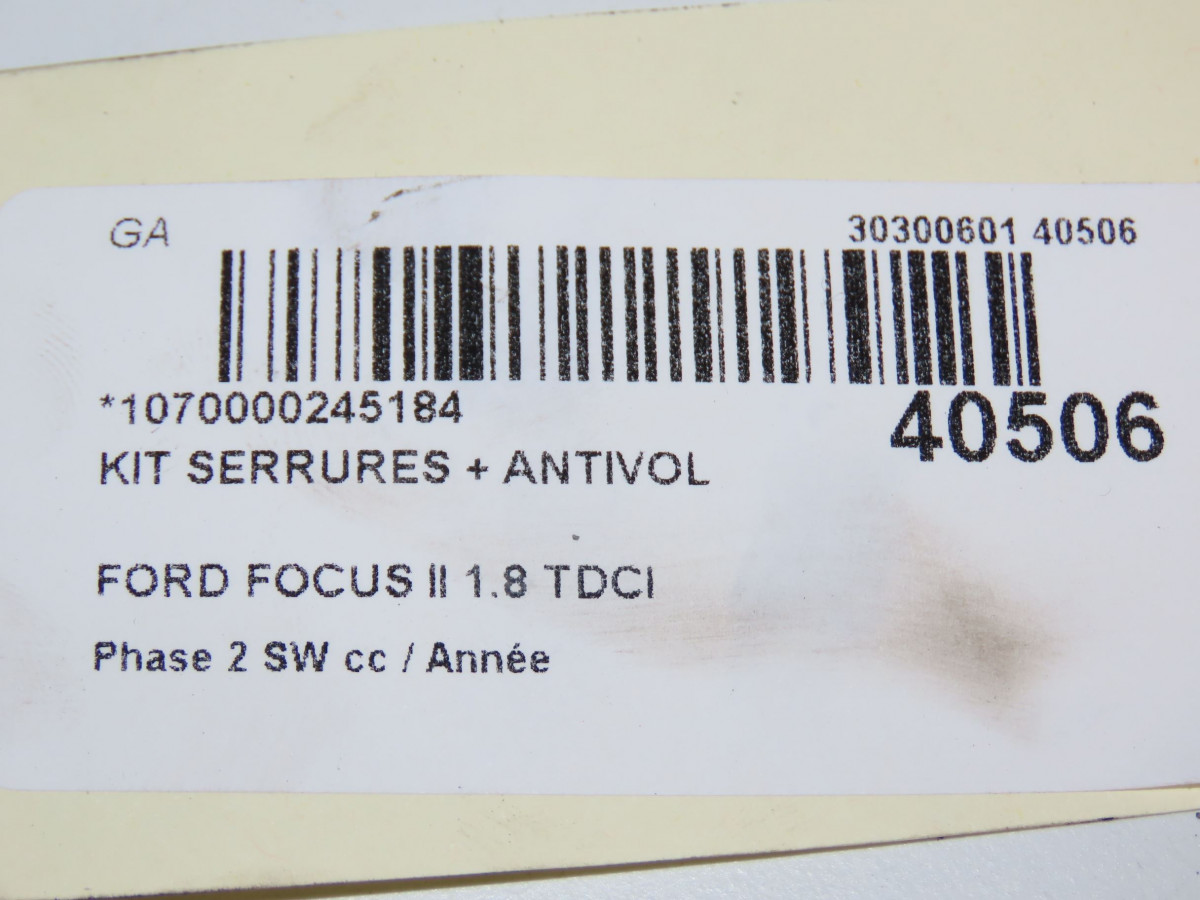 GA 30300601 40506
*1070000245184 40506
KIT SERRURES + ANTIVOL
FORD FOCUS II 1.8 TDCI
Phase 2 SW cc / Année